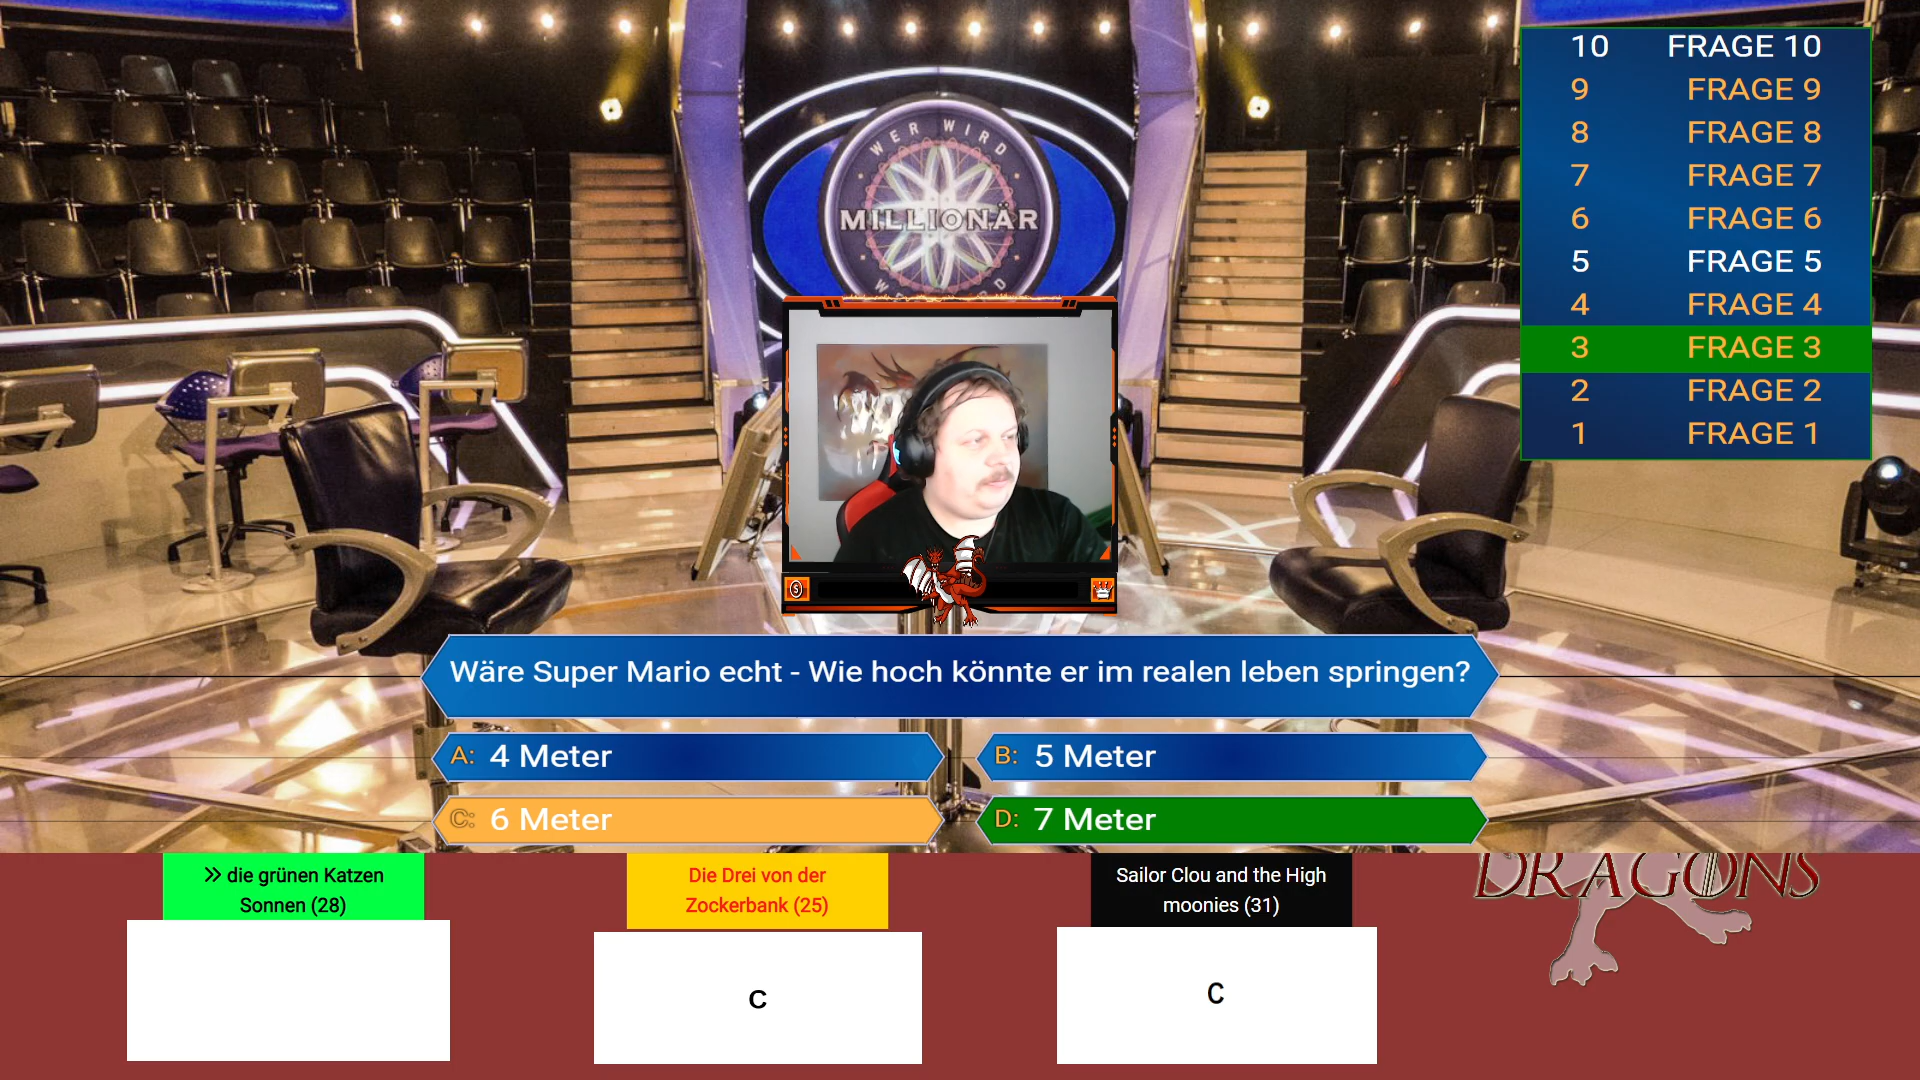 WER WIRD
MILLIONÄR
10 FRAGE 10
9 FRAGE 9
8 FRAGE 8
7 FRAGE 7
6 FRAGE 6
5 FRAGE 5
4 FRAGE 4
3 FRAGE 3
2 FRAGE 2
1 FRAGE 1
Wäre Super Mario echt - Wie hoch könnte er im realen leben springen?
A: 4 Meter
B: 5 Meter
C: 6 Meter
D: 7 Meter
» die grünen Katzen
Sonnen (28)
Die Drei von der
Zockerbank (25)
C
Sailor Clou and the High
moonies (31)
C
DRAGONS